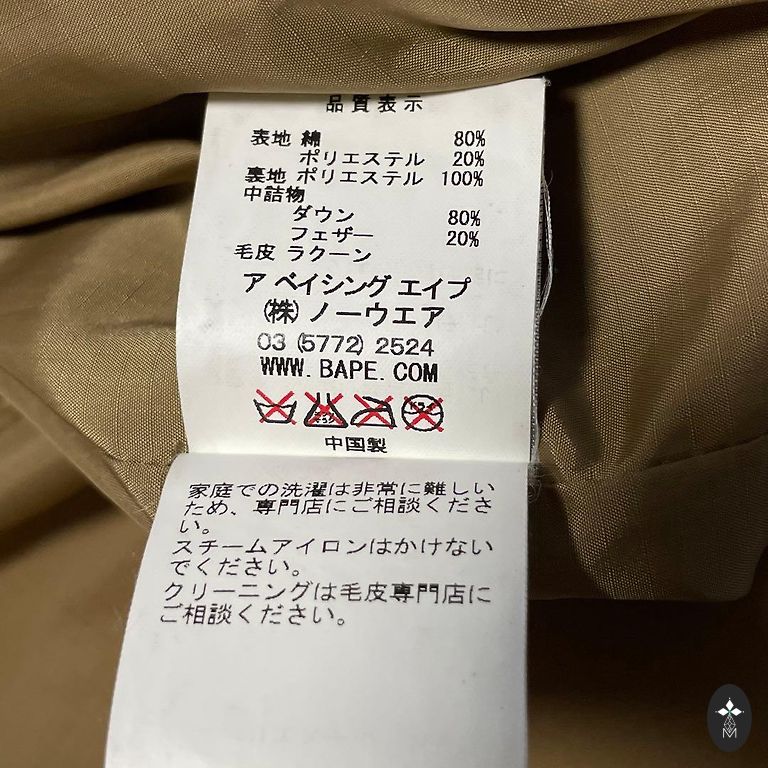 品質表示
表地 綿 80%
ポリエステル 20%
裏地 ポリエステル 100%
中詰物
ダウン 80%
フェザー 20%
毛皮 ラクーン
ア ベイシング エイプ
(株) ノーウエア
03 (5772) 2524
WWW.BAPE.COM
中国製
家庭での洗濯は非常に難しい
ため、専門店にご相談くださ
い。
スチームアイロンはかけない
でください。
クリーニングは毛皮専門店に
ご相談ください。
M